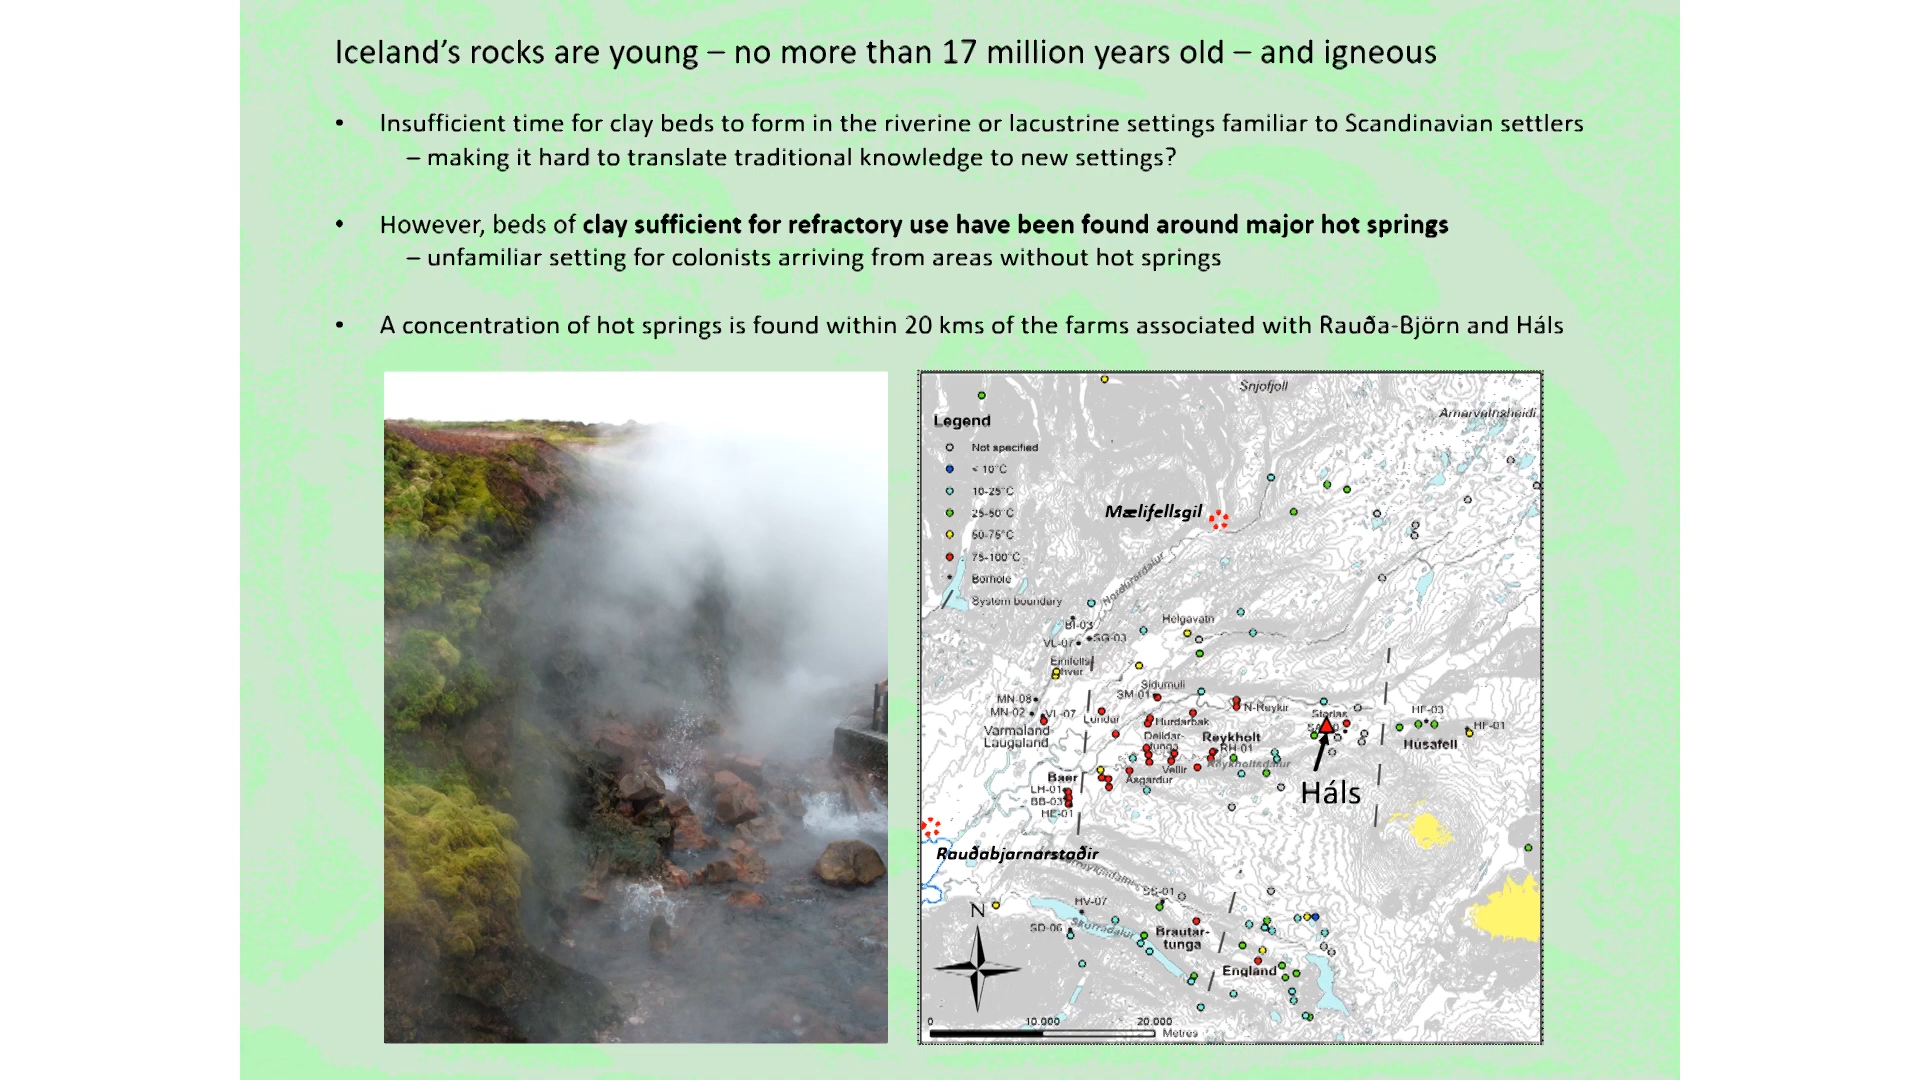 Iceland's rocks are young – no more than 17 million years old – and igneous
• Insufficient time for clay beds to form in the riverine or lacustrine settings familiar to Scandinavian settlers
– making it hard to translate traditional knowledge to new settings?
• However, beds of clay sufficient for refractory use have been found around major hot springs
– unfamiliar setting for colonists arriving from areas without hot springs
• A concentration of hot springs is found within 20 kms of the farms associated with Rauða-Björn and Háls
Snjofjoll
Arnarvatnsheidi
Legend
Not specified
< 10°C
10-25°C
25-50°C
50-75°C
75-100°C
Borhole
System boundary
Mælifellsgil
Nordurardalur
BI-03
VL-07
SG-03
Helgavatn
Einifells
hver
Sidumuli
SM-01
MN-08
MN-02
VL-07
Lundur
Hurdarbak
N-Reykir
HF-03
HF-01
Varmaland-
Laugaland
Deildar-
tunga
Reykholt
RH-01
Reykholtsdalur
Husafell
Vellir
Asgardur
Baer
LH-01
BB-03
HE-01
Háls
Rauðabjarnarstaðir
SS-01
HV-07
SD-06
Skorradalur
Brautar-
tunga
England
N
0 10.000 20.000
Metres